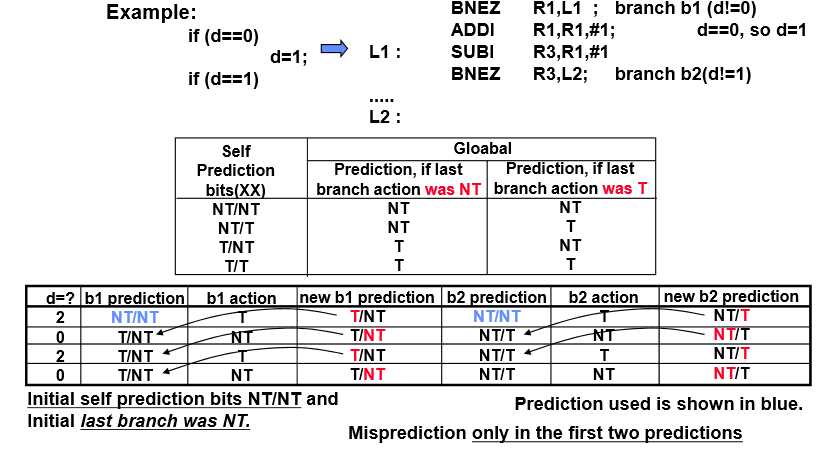 Example:
BNEZ R1,L1 ; branch b1 (d!=0)
if (d==0)
ADDI R1,R1,#1; d==0, so d=1
d=1;
L1 : SUBI R3,R1,#1
if (d==1)
BNEZ R3,L2; branch b2(d!=1)
.....
L2 :
Self Prediction bits(XX)
Gloabal
Prediction, if last branch action was NT
Prediction, if last branch action was T
NT/NT NT NT
NT/T NT T
T/NT T NT
T/T T T
d=? b1 prediction b1 action new b1 prediction b2 prediction b2 action new b2 prediction
2 NT/NT T T/NT NT/NT T NT/T
0 T/NT NT T/NT NT/T NT NT/T
2 T/NT T T/NT NT/T T NT/T
0 T/NT NT T/NT NT/T NT NT/T
Initial self prediction bits NT/NT and
Initial last branch was NT.
Prediction used is shown in blue.
Misprediction only in the first two predictions